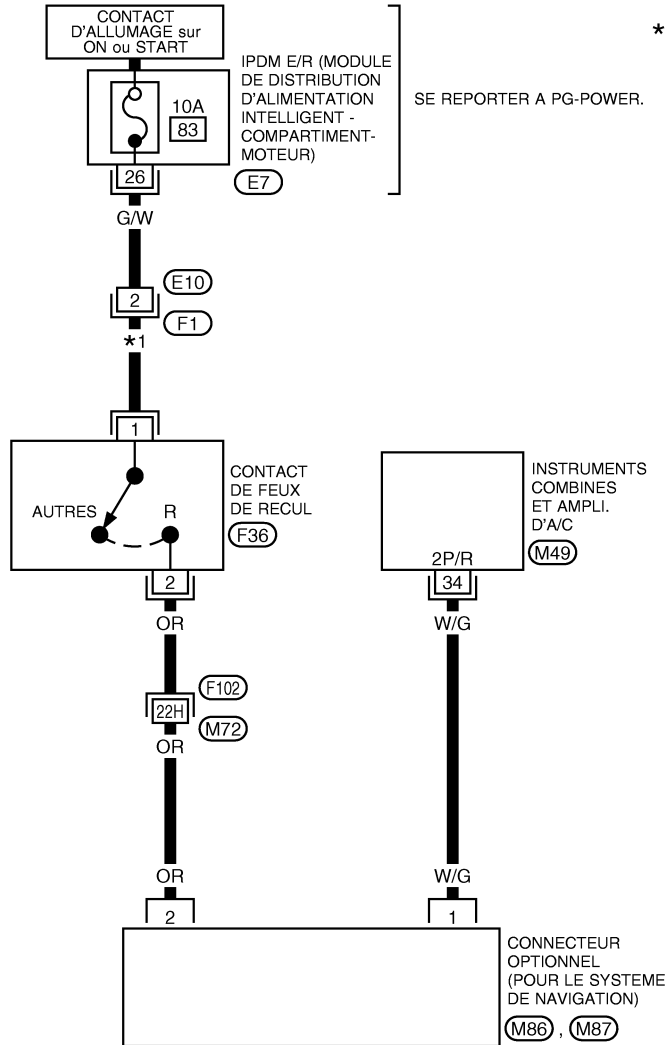 CONTACT
D'ALLUMAGE sur
ON ou START
*
IPDM E/R (MODULE
DE DISTRIBUTION
D'ALIMENTATION
INTELLIGENT -
COMPARTIMENT-
MOTEUR)
SE REPORTER A PG-POWER.
10A
83
26
E7
G/W
2
E10
F1
*1
1
AUTRES
R
CONTACT
DE FEUX
DE RECUL
F36
2
OR
INSTRUMENTS
COMBINES
ET AMPLI.
D'A/C
M49
2P/R
34
W/G
F102
22H
M72
OR
OR
W/G
2
1
CONNECTEUR
OPTIONNEL
(POUR LE SYSTEME
DE NAVIGATION)
M86 , M87